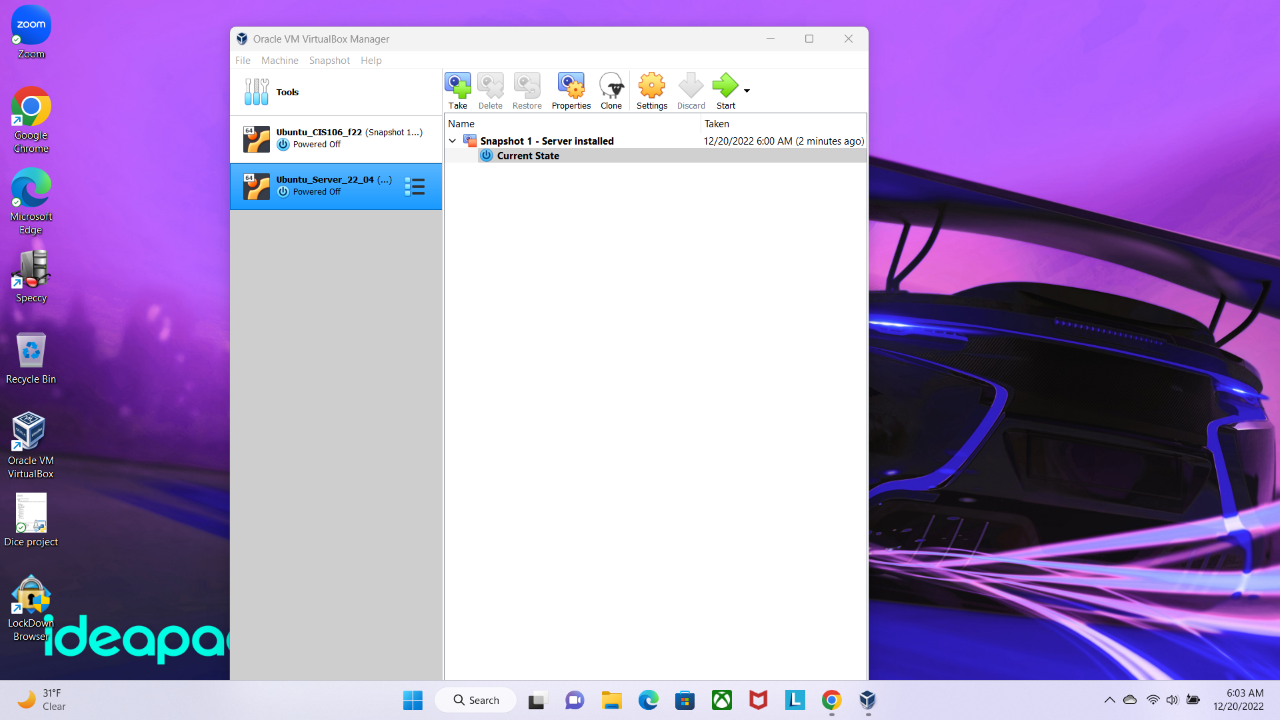 zoom
Zoom
Google
Chrome
Microsoft
Edge
Speccy
Recycle Bin
Oracle VM
VirtualBox
Dice project
LockDown
Browser
ideapa
Oracle VM VirtualBox Manager
File Machine Snapshot Help
Tools
64
Ubuntu_CIS106_f22 (Snapshot 1...)
Powered Off
64
Ubuntu_Server_22_04 (...)
Powered Off
Take Delete Restore Properties Clone Settings Discard Start
Name Taken
Snapshot 1 - Server installed 12/20/2022 6:00 AM (2 minutes ago)
Current State
31°F
Clear
Search
L
6:03 AM
12/20/2022